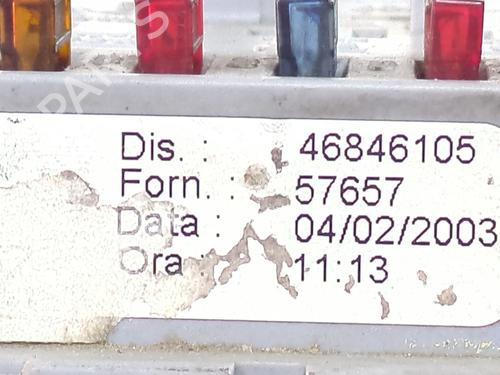 Dis. : 46846105
Forn. : 57657
Data : 04/02/2003
Ora : 11:13